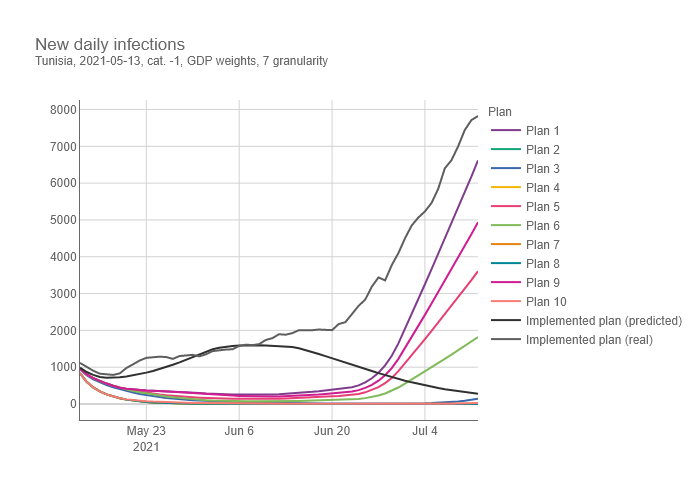 New daily infections
Tunisia, 2021-05-13, cat. -1, GDP weights, 7 granularity
8000
7000
6000
5000
4000
3000
2000
1000
0
May 23
2021
Jun 6
Jun 20
Jul 4
Plan
Plan 1
Plan 2
Plan 3
Plan 4
Plan 5
Plan 6
Plan 7
Plan 8
Plan 9
Plan 10
Implemented plan (predicted)
Implemented plan (real)